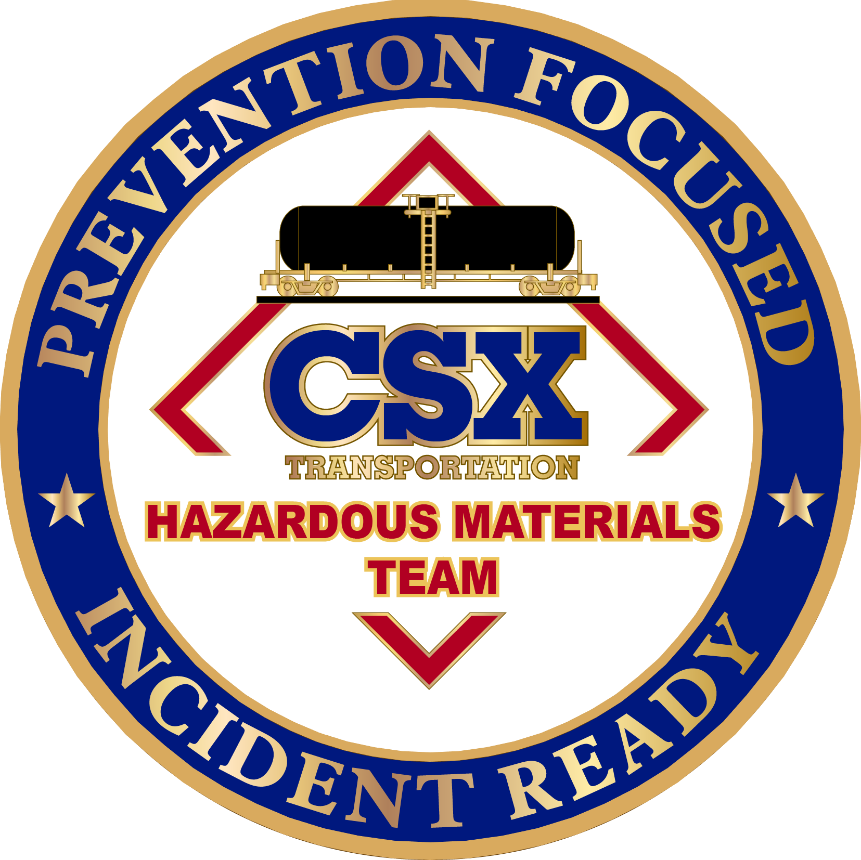 PREVENTION FOCUSED
CSX
TRANSPORTATION
HAZARDOUS MATERIALS
TEAM
INCIDENT READY